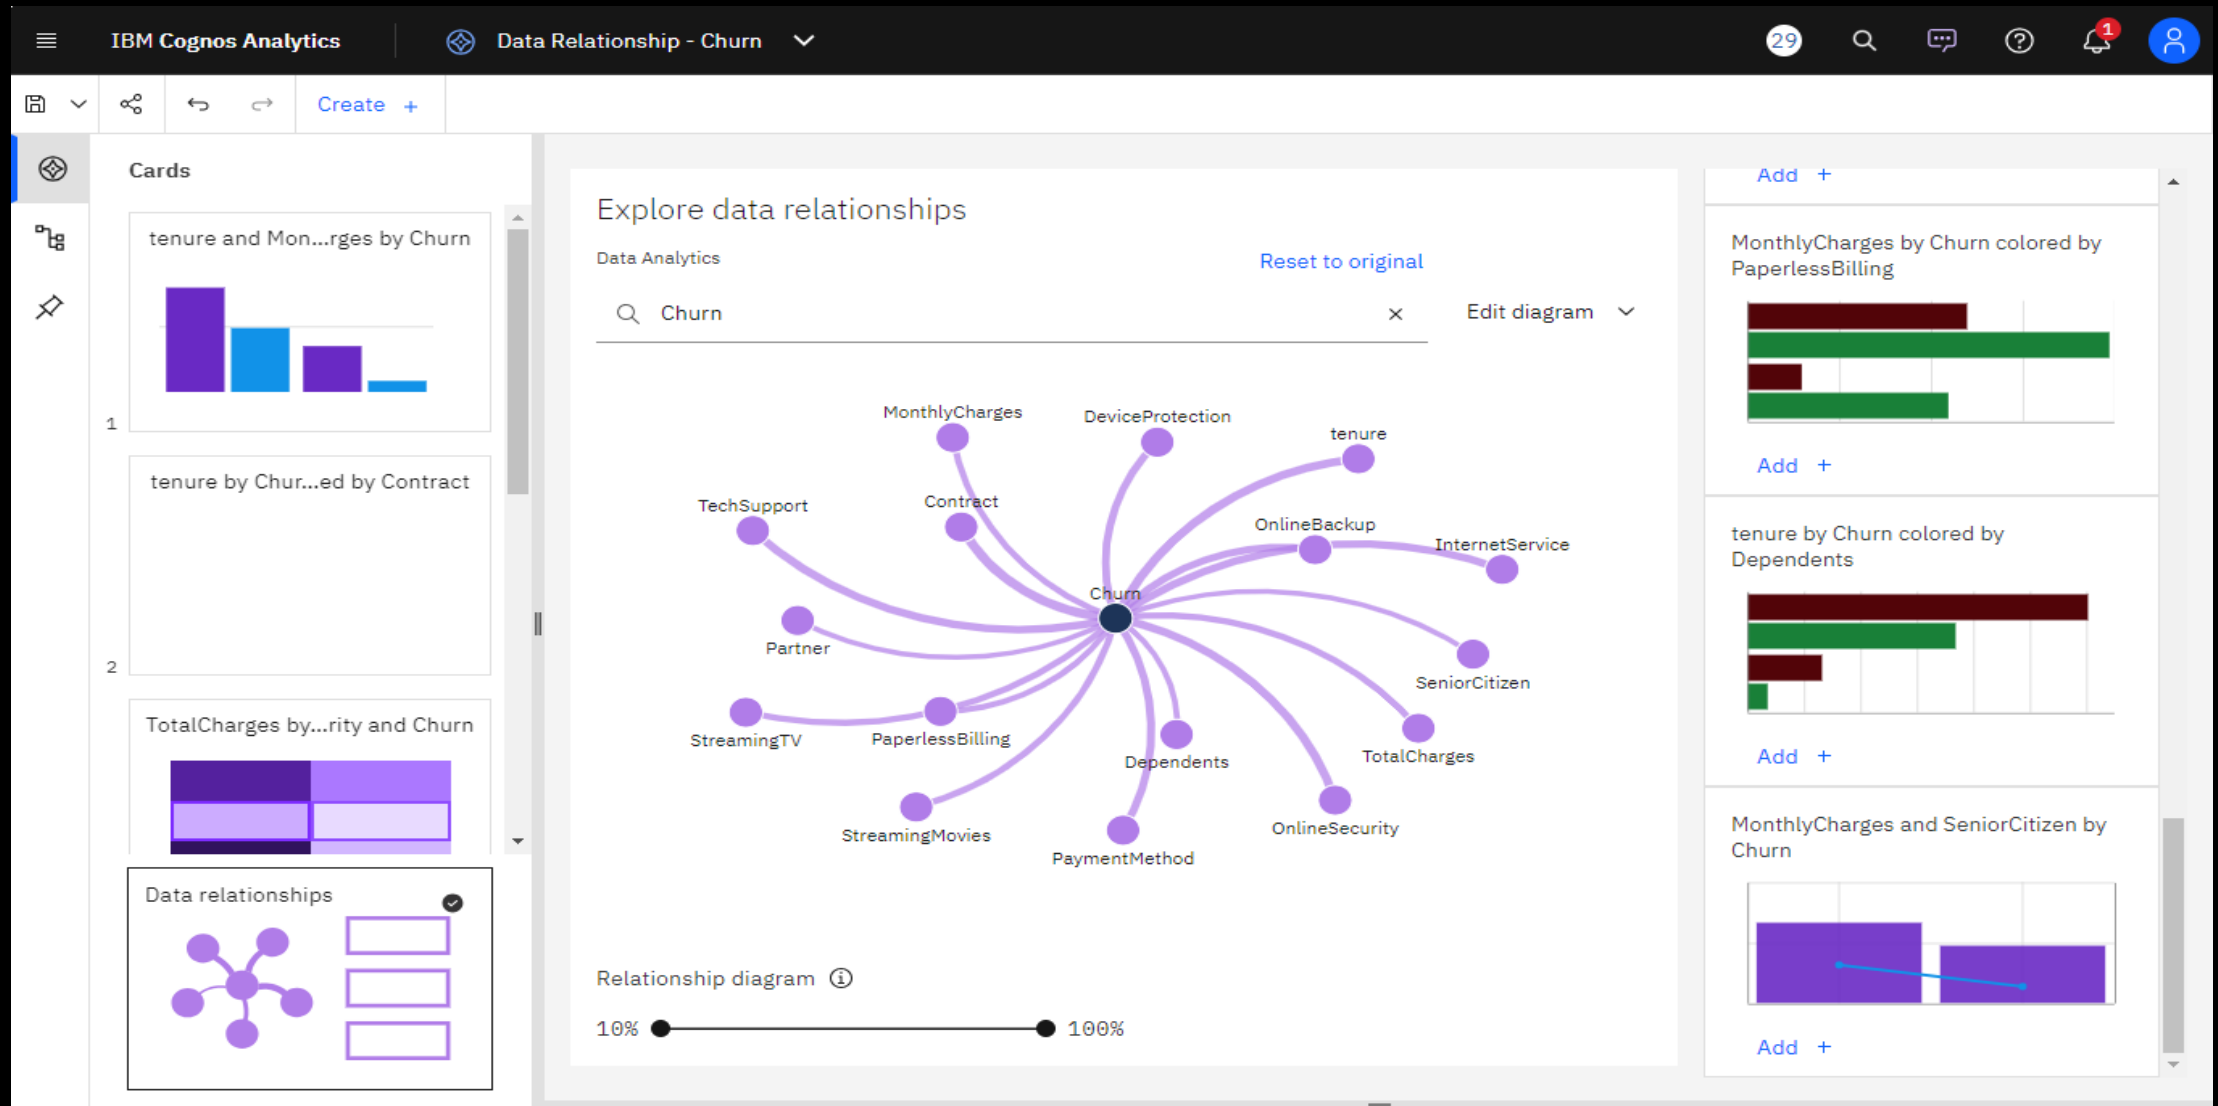 IBM Cognos Analytics
Data Relationship - Churn
29
1
Create +
Cards
tenure and Mon...rges by Churn
1
tenure by Chur...ed by Contract
2
TotalCharges by...rity and Churn
Data relationships
Explore data relationships
Data Analytics
Reset to original
Churn
Edit diagram
MonthlyCharges
DeviceProtection
tenure
TechSupport
Contract
OnlineBackup
InternetService
Churn
Partner
SeniorCitizen
StreamingTV
PaperlessBilling
Dependents
TotalCharges
StreamingMovies
PaymentMethod
OnlineSecurity
Relationship diagram
10%
100%
Add +
MonthlyCharges by Churn colored by
PaperlessBilling
Add +
tenure by Churn colored by
Dependents
Add +
MonthlyCharges and SeniorCitizen by
Churn
Add +